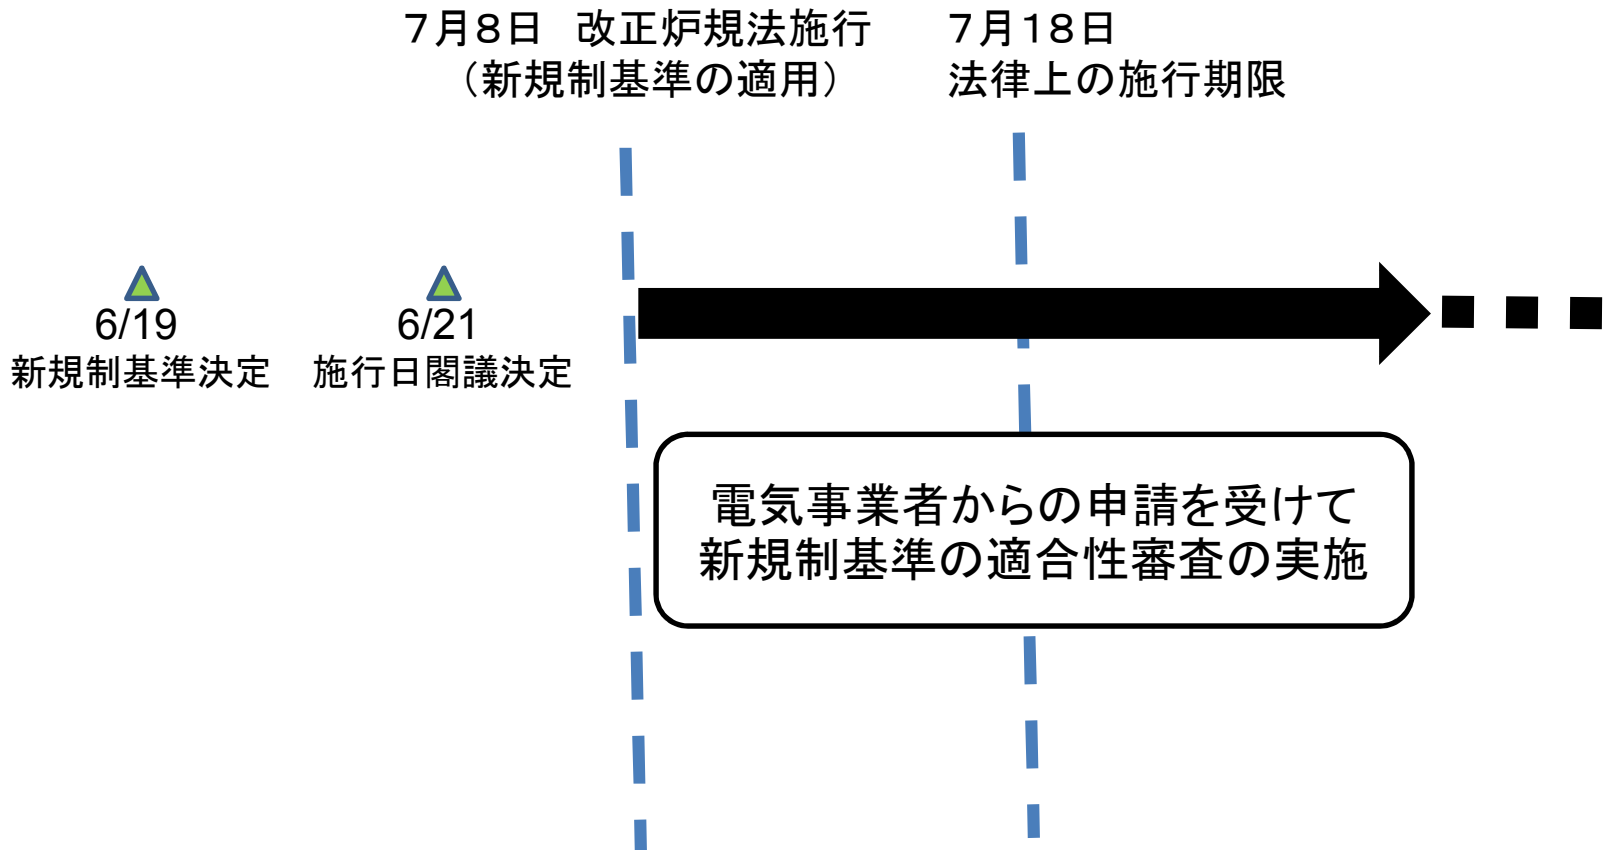 ７月８日　改正炉規法施行
（新規制基準の適用）
７月１８日
法律上の施行期限
6/19
新規制基準決定
6/21
施行日閣議決定
電気事業者からの申請を受けて
新規制基準の適合性審査の実施